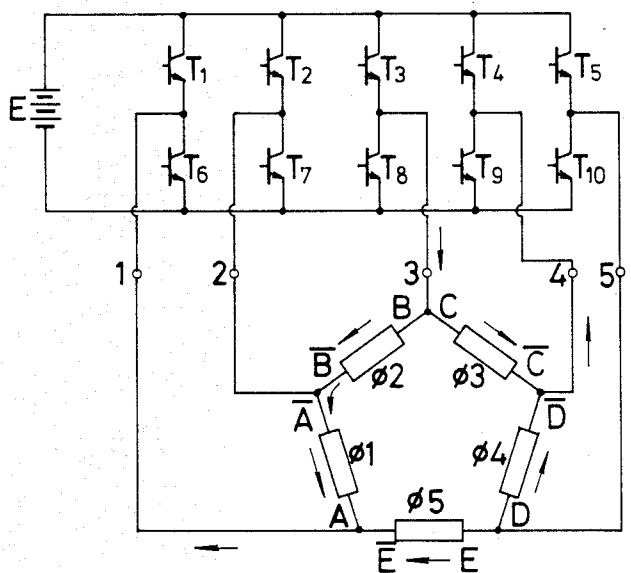 T1 T2 T3 T4 T5
E
T6 T7 T8 T9 T10
1 2 3 4 5
B C
B̅ C̅
ø2 ø3
A̅ D̅
ø1 ø4
ø5
A D
E̅ E